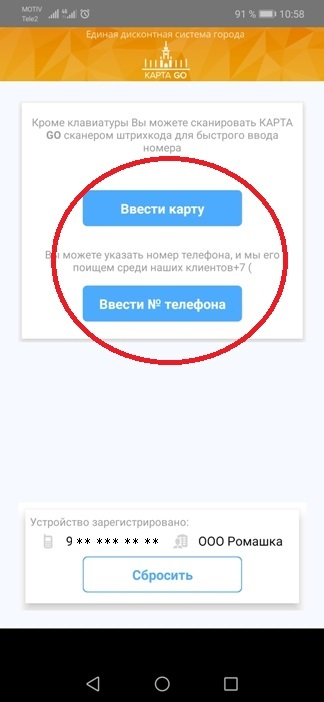 MOTIV
Tele2
91 % 10:58
Единая дисконтная система города
КАРТА GO
Кроме клавиатуры Вы можете сканировать КАРТА
GO сканером штрихкода для быстрого ввода
номера
Ввести карту
Вы можете указать номер телефона, и мы его
поищем среди наших клиентов+7 (
Ввести № телефона
Устройство зарегистрировано:
9 ** *** ** ** ООО Ромашка
Сбросить